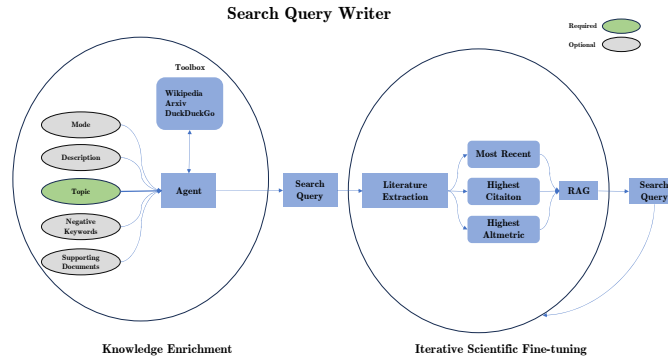 Search Query Writer
Required
Optional
Toolbox
Wikipedia
Arxiv
DuckDuckGo
Mode
Description
Topic
Negative
Keywords
Supporting
Documents
Agent
Search
Query
Literature
Extraction
Most Recent
Highest
Citaiton
Highest
Altmetric
RAG
Search
Query
Knowledge Enrichment
Iterative Scientific Fine-tuning